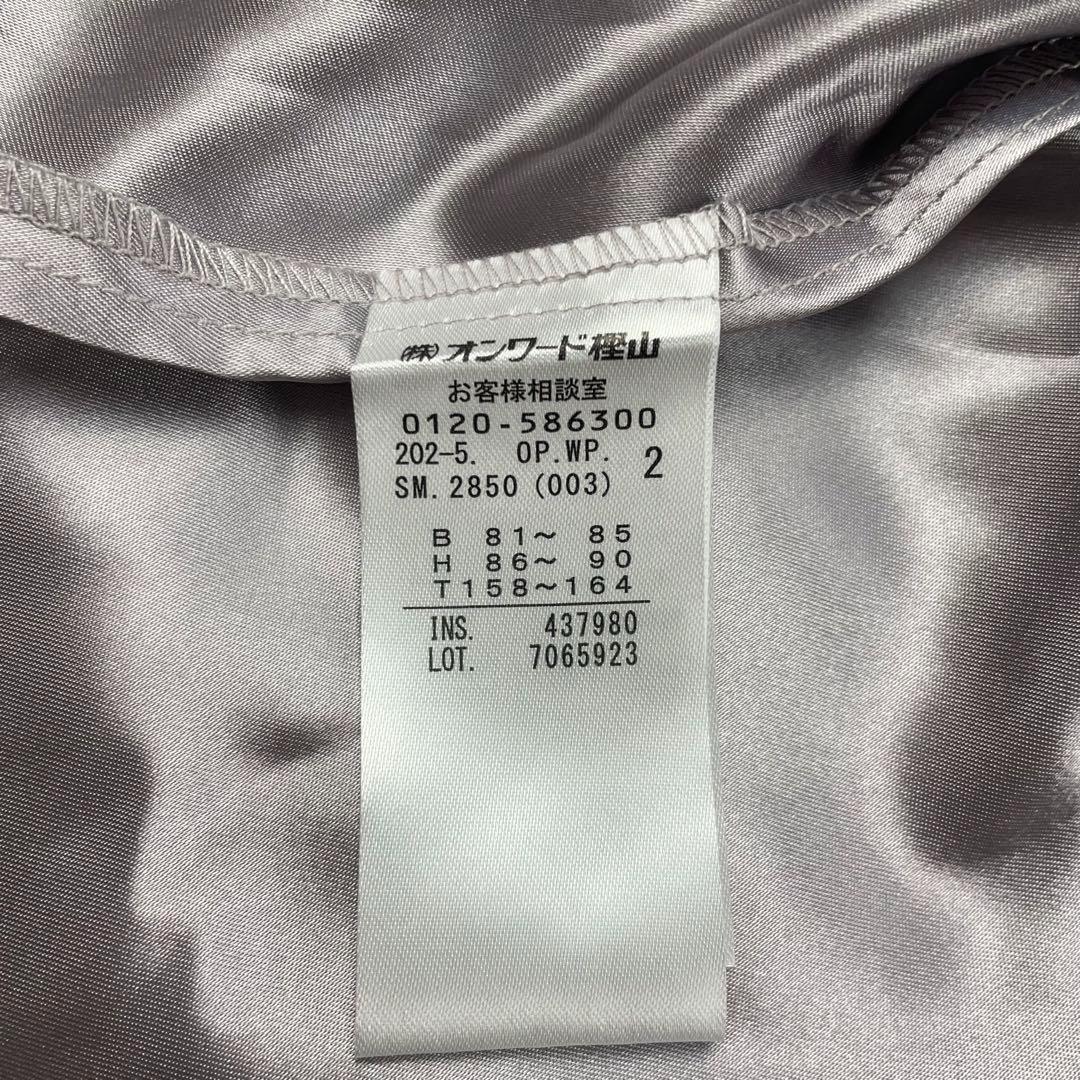 ㈱オンワード樫山
お客様相談室
0120-586300
202-5. OP.WP. 2
SM.2850 (003)
B 81～ 85
H 86～ 90
T158～164
INS. 437980
LOT. 7065923